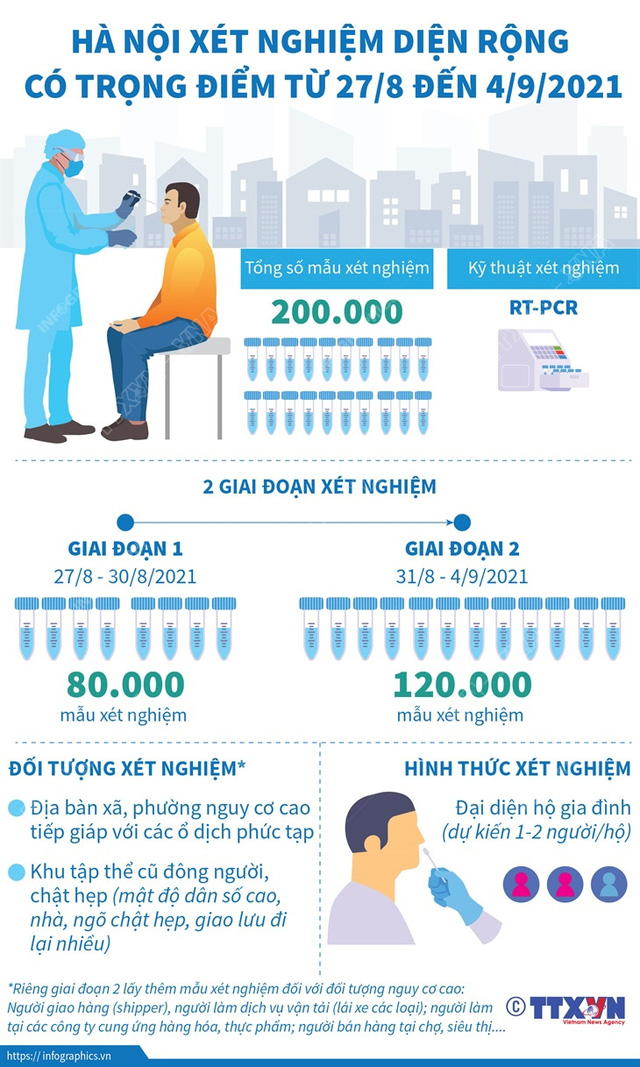 HÀ NỘI XÉT NGHIỆM DIỆN RỘNG
CÓ TRỌNG ĐIỂM TỪ 27/8 ĐẾN 4/9/2021
Tổng số mẫu xét nghiệm
200.000
Kỹ thuật xét nghiệm
RT-PCR
2 GIAI ĐOẠN XÉT NGHIỆM
GIAI ĐOẠN 1
27/8 - 30/8/2021
80.000
mẫu xét nghiệm
GIAI ĐOẠN 2
31/8 - 4/9/2021
120.000
mẫu xét nghiệm
ĐỐI TƯỢNG XÉT NGHIỆM*
Địa bàn xã, phường nguy cơ cao
tiếp giáp với các ổ dịch phức tạp
Khu tập thể cũ đông người,
chật hẹp (mật độ dân số cao,
nhà, ngõ chật hẹp, giao lưu đi
lại nhiều)
HÌNH THỨC XÉT NGHIỆM
Đại diện hộ gia đình
(dự kiến 1-2 người/hộ)
*Riêng giai đoạn 2 lấy thêm mẫu xét nghiệm đối với đối tượng nguy cơ cao:
Người giao hàng (shipper), người làm dịch vụ vận tải (lái xe các loại); người làm
tại các công ty cung ứng hàng hóa, thực phẩm; người bán hàng tại chợ, siêu thị....
© TTXVN
Vietnam News Agency
https://infographics.vn